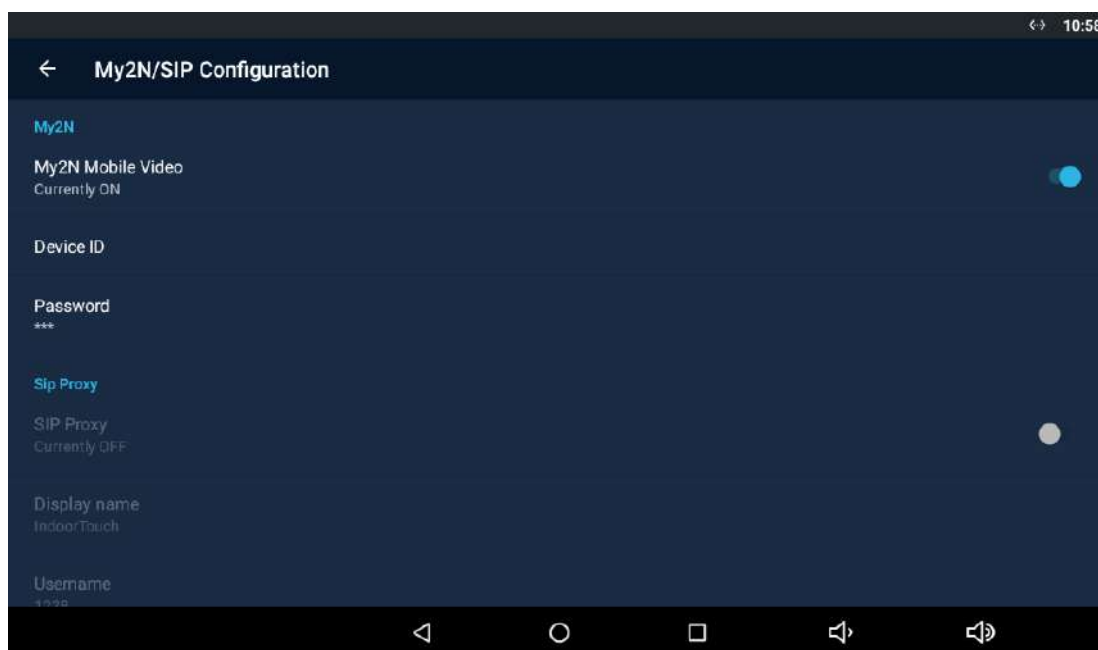 10:58
My2N/SIP Configuration
My2N
My2N Mobile Video
Currently ON
Device ID
Password
***
Sip Proxy
SIP Proxy
Currently OFF
Display name
IndoorTouch
Username